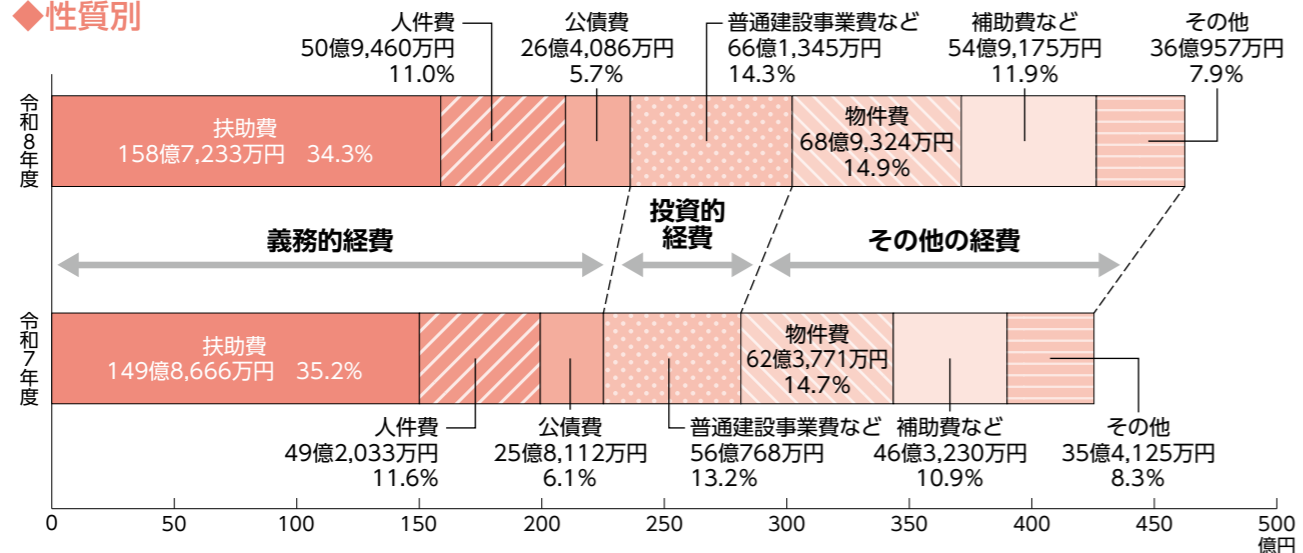 ◆性質別
人件費
50億9,460万円
11.0%
公債費
26億4,086万円
5.7%
普通建設事業費など
66億1,345万円
14.3%
補助費など
54億9,175万円
11.9%
その他
36億957万円
7.9%
令和8年度
扶助費
158億7,233万円 34.3%
物件費
68億9,324万円
14.9%
義務的経費
投資的
経費
その他の経費
令和7年度
扶助費
149億8,666万円 35.2%
物件費
62億3,771万円
14.7%
人件費
49億2,033万円
11.6%
公債費
25億8,112万円
6.1%
普通建設事業費など
56億768万円
13.2%
補助費など
46億3,230万円
10.9%
その他
35億4,125万円
8.3%
0 50 100 150 200 250 300 350 400 450 500
億円